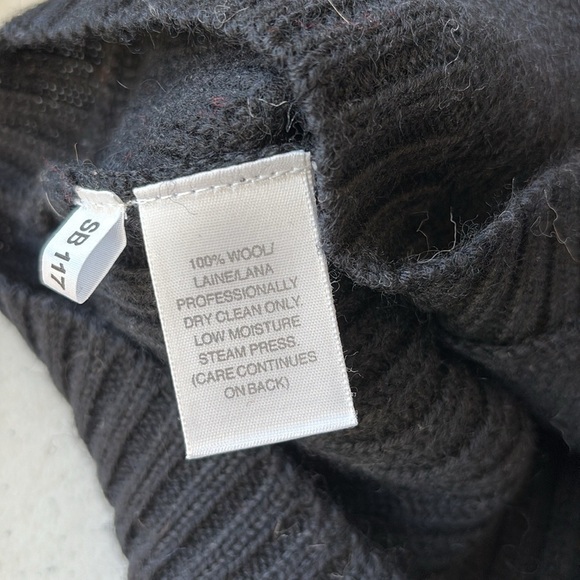 SB 117
100% WOOL/
LAINE/LANA
PROFESSIONALLY
DRY CLEAN ONLY.
LOW MOISTURE
STEAM PRESS.
(CARE CONTINUES
ON BACK)